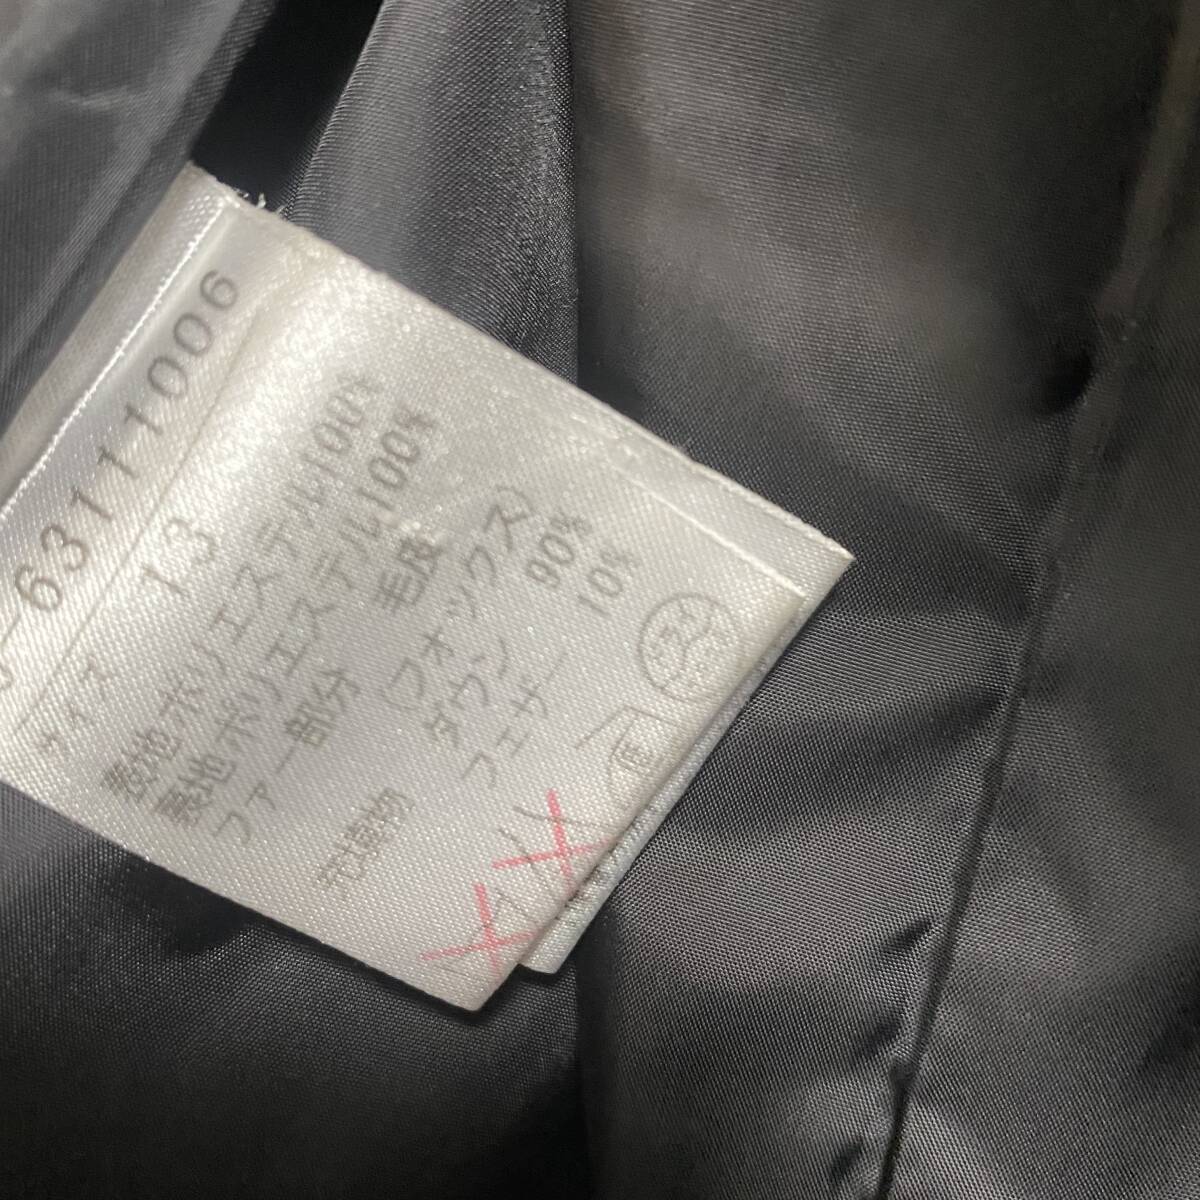 -63111006
サイズ 13
表地 ポリエステル100%
裏地 ポリエステル100%
ファー部分 毛皮
(フォックス)
ダウン 90%
フェザー 10%